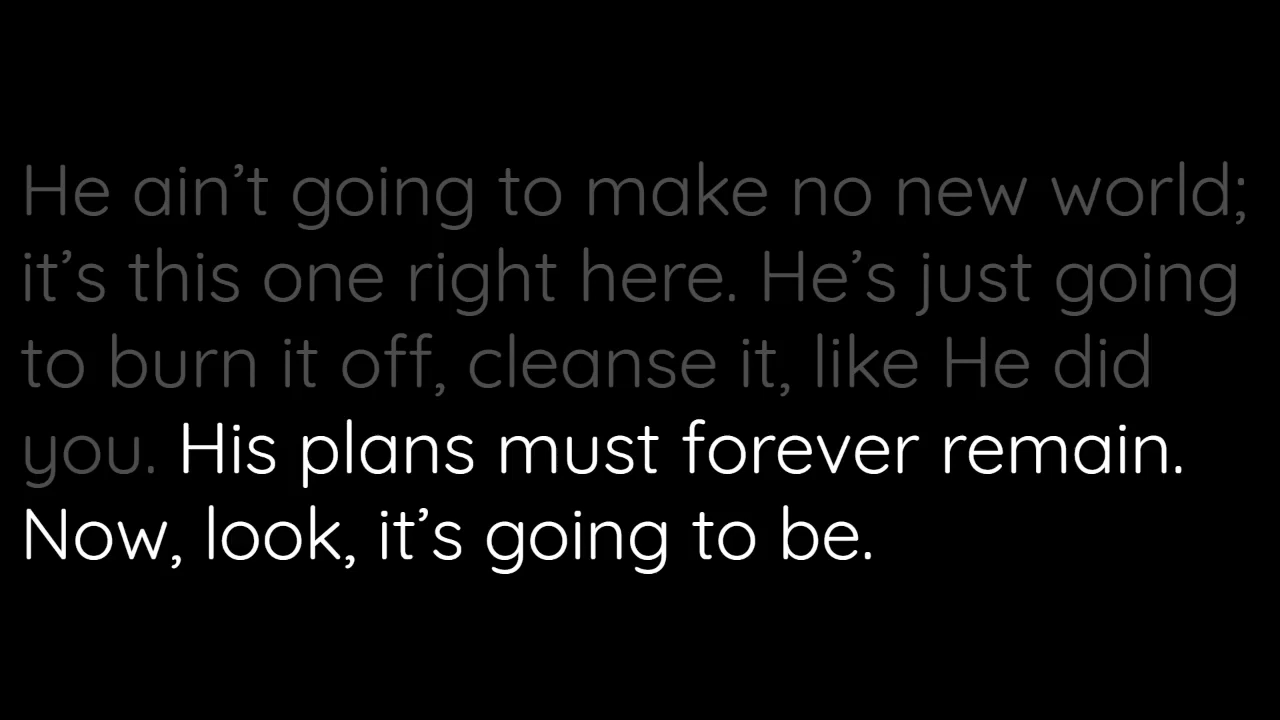 He ain’t going to make no new world;
it’s this one right here. He’s just going
to burn it off, cleanse it, like He did
you. His plans must forever remain.
Now, look, it’s going to be.